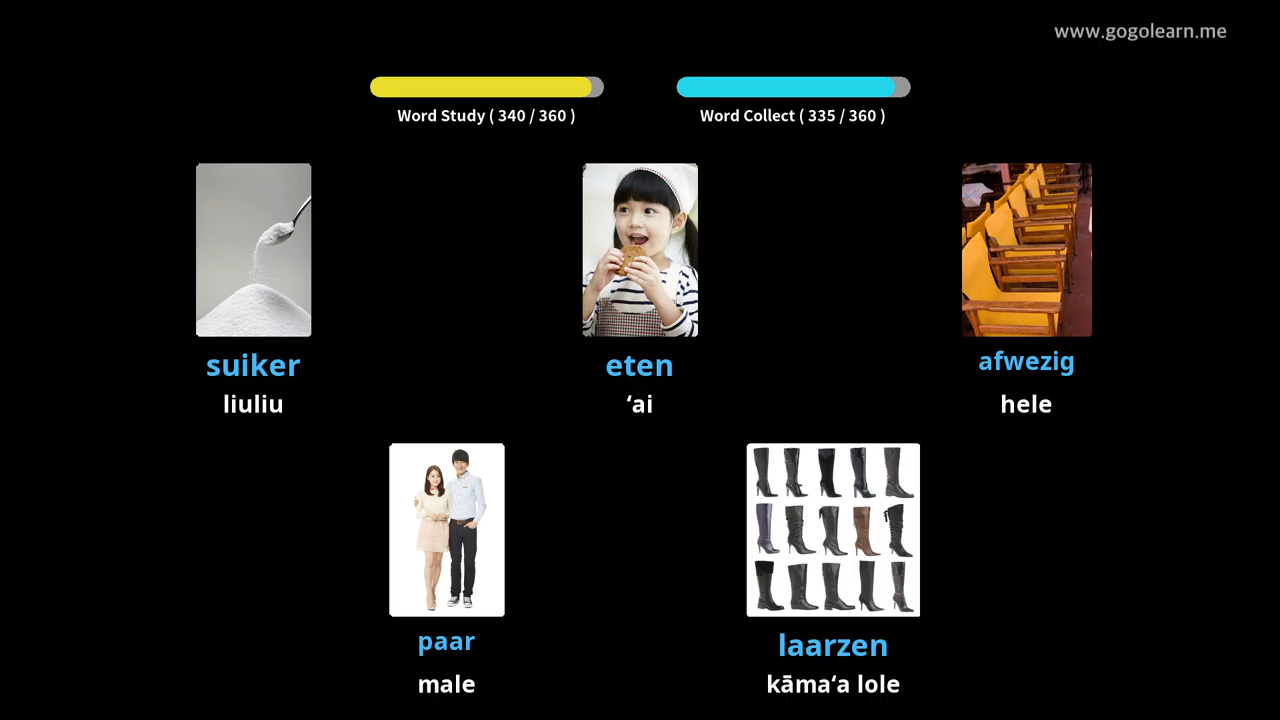 www.gogolearn.me
Word Study ( 340 / 360 )
Word Collect ( 335 / 360 )
suiker
eten
afwezig
liuliu
ʻai
hele
paar
laarzen
male
kāmaʻa lole